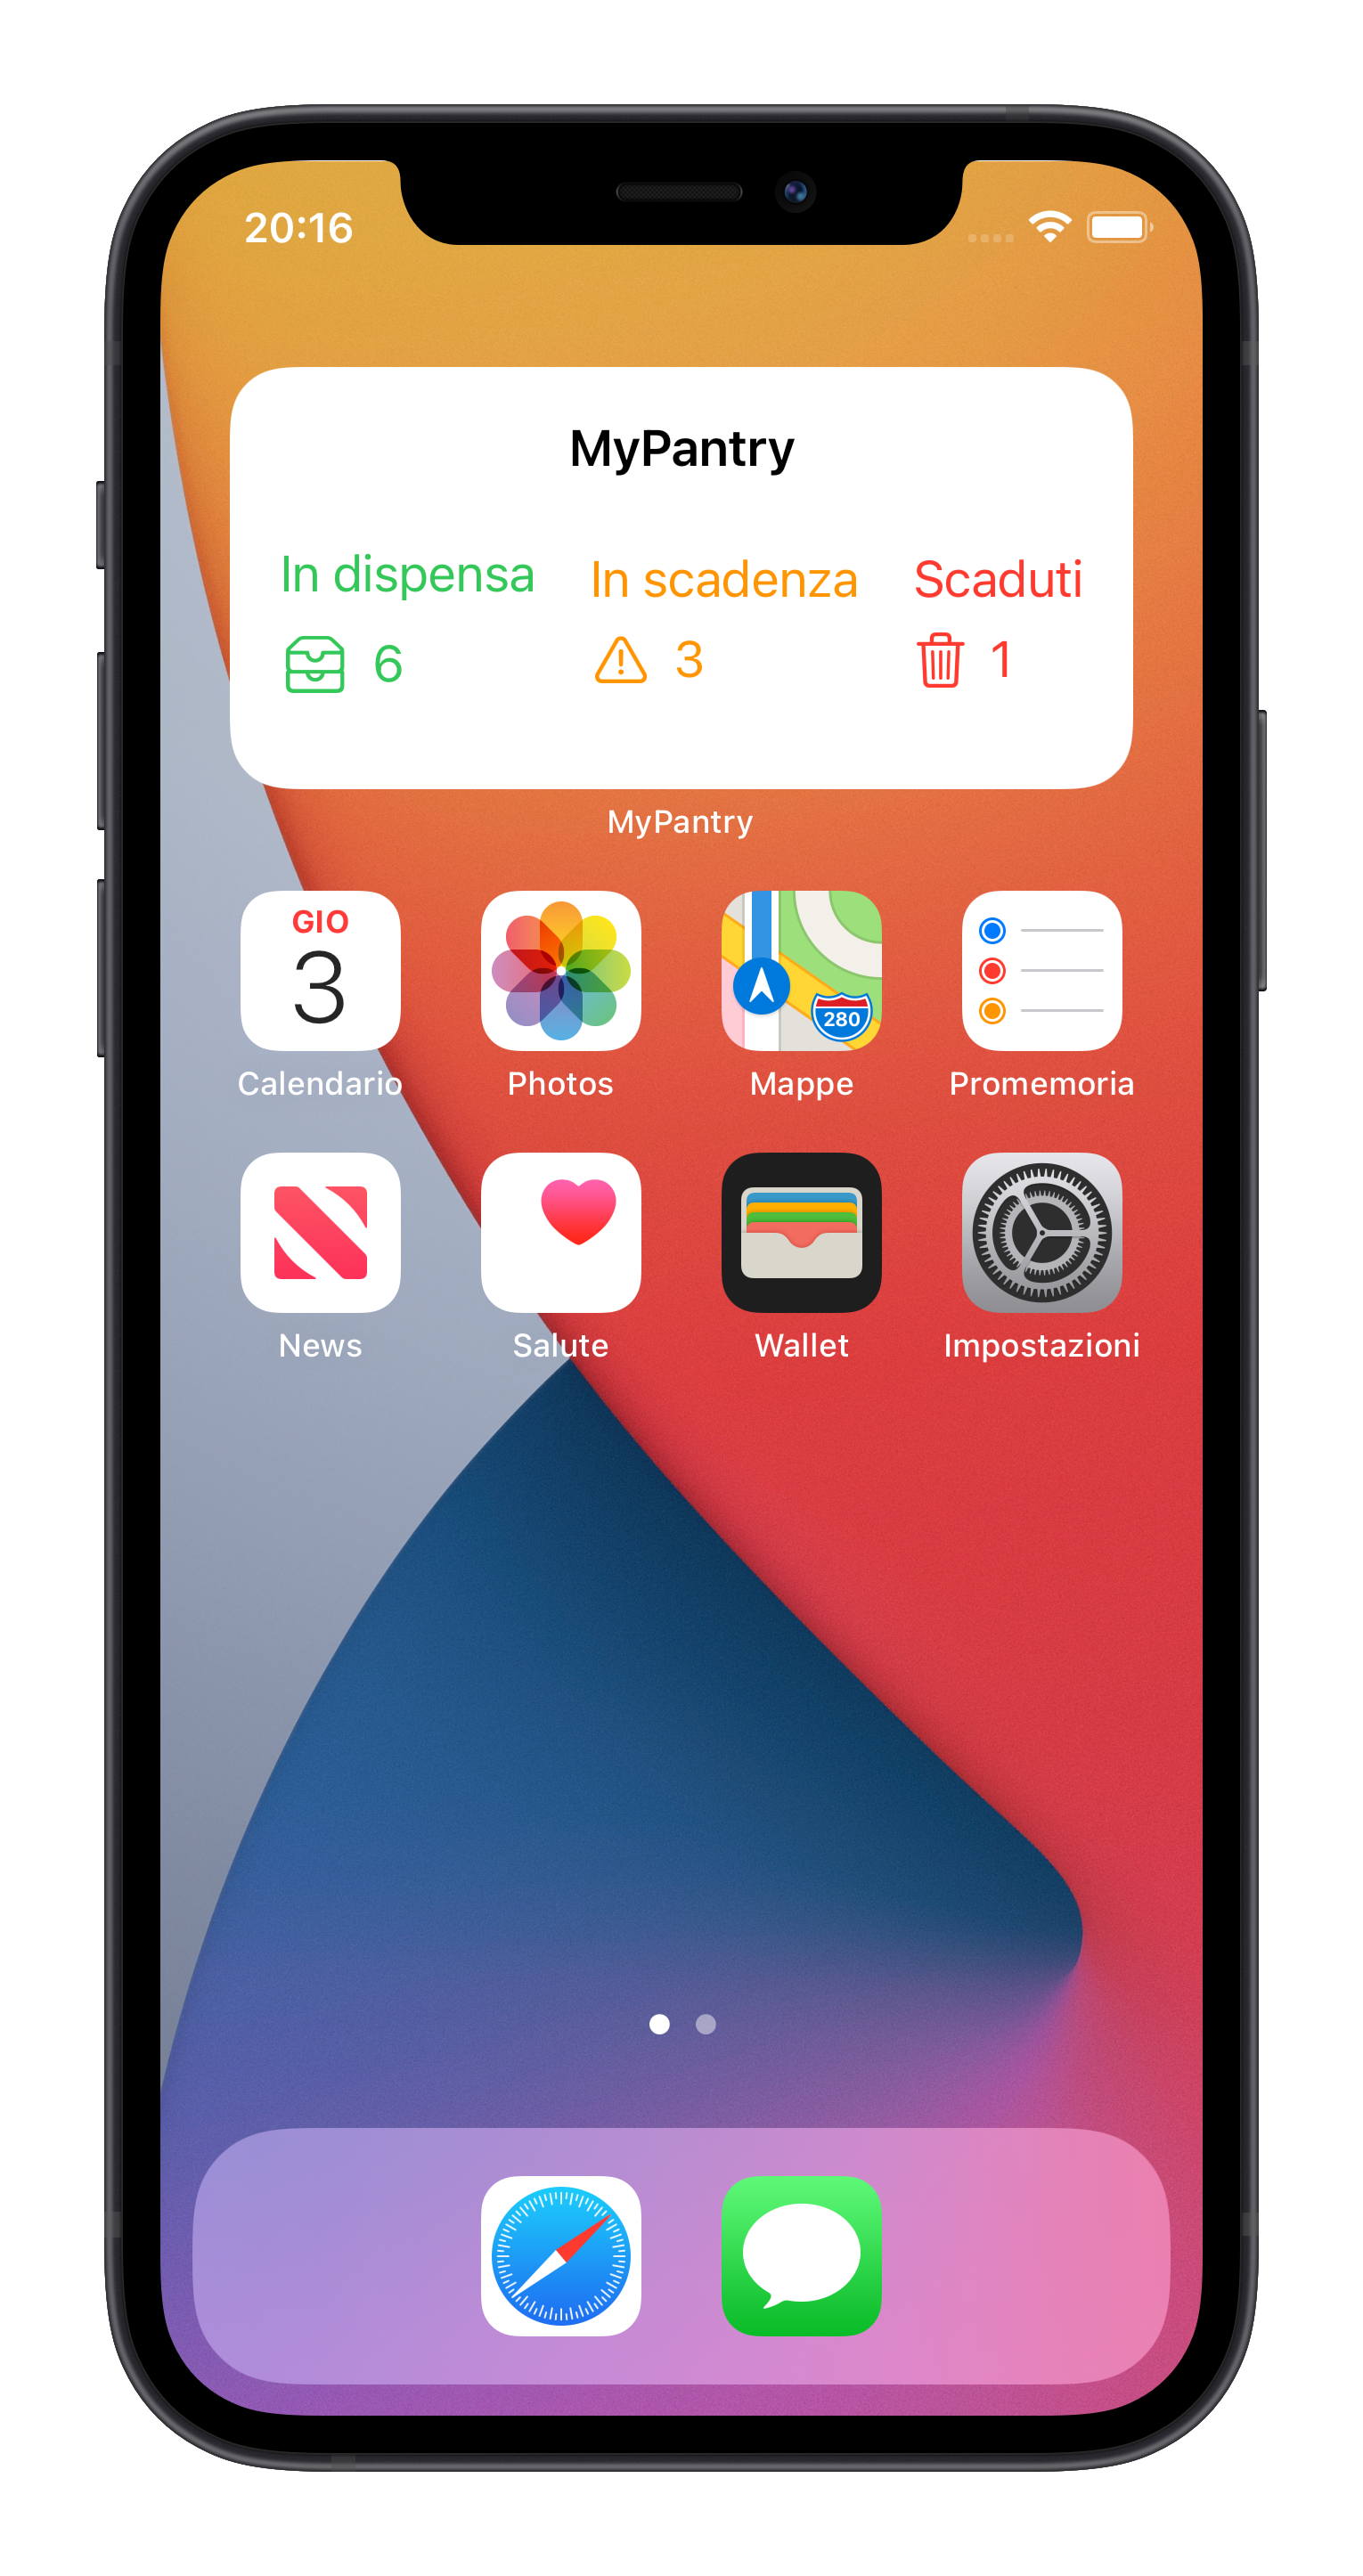 20:16
MyPantry
In dispensa In scadenza Scaduti
6 3 1
MyPantry
GIO
3
280
Calendario Photos Mappe Promemoria
News Salute Wallet Impostazioni